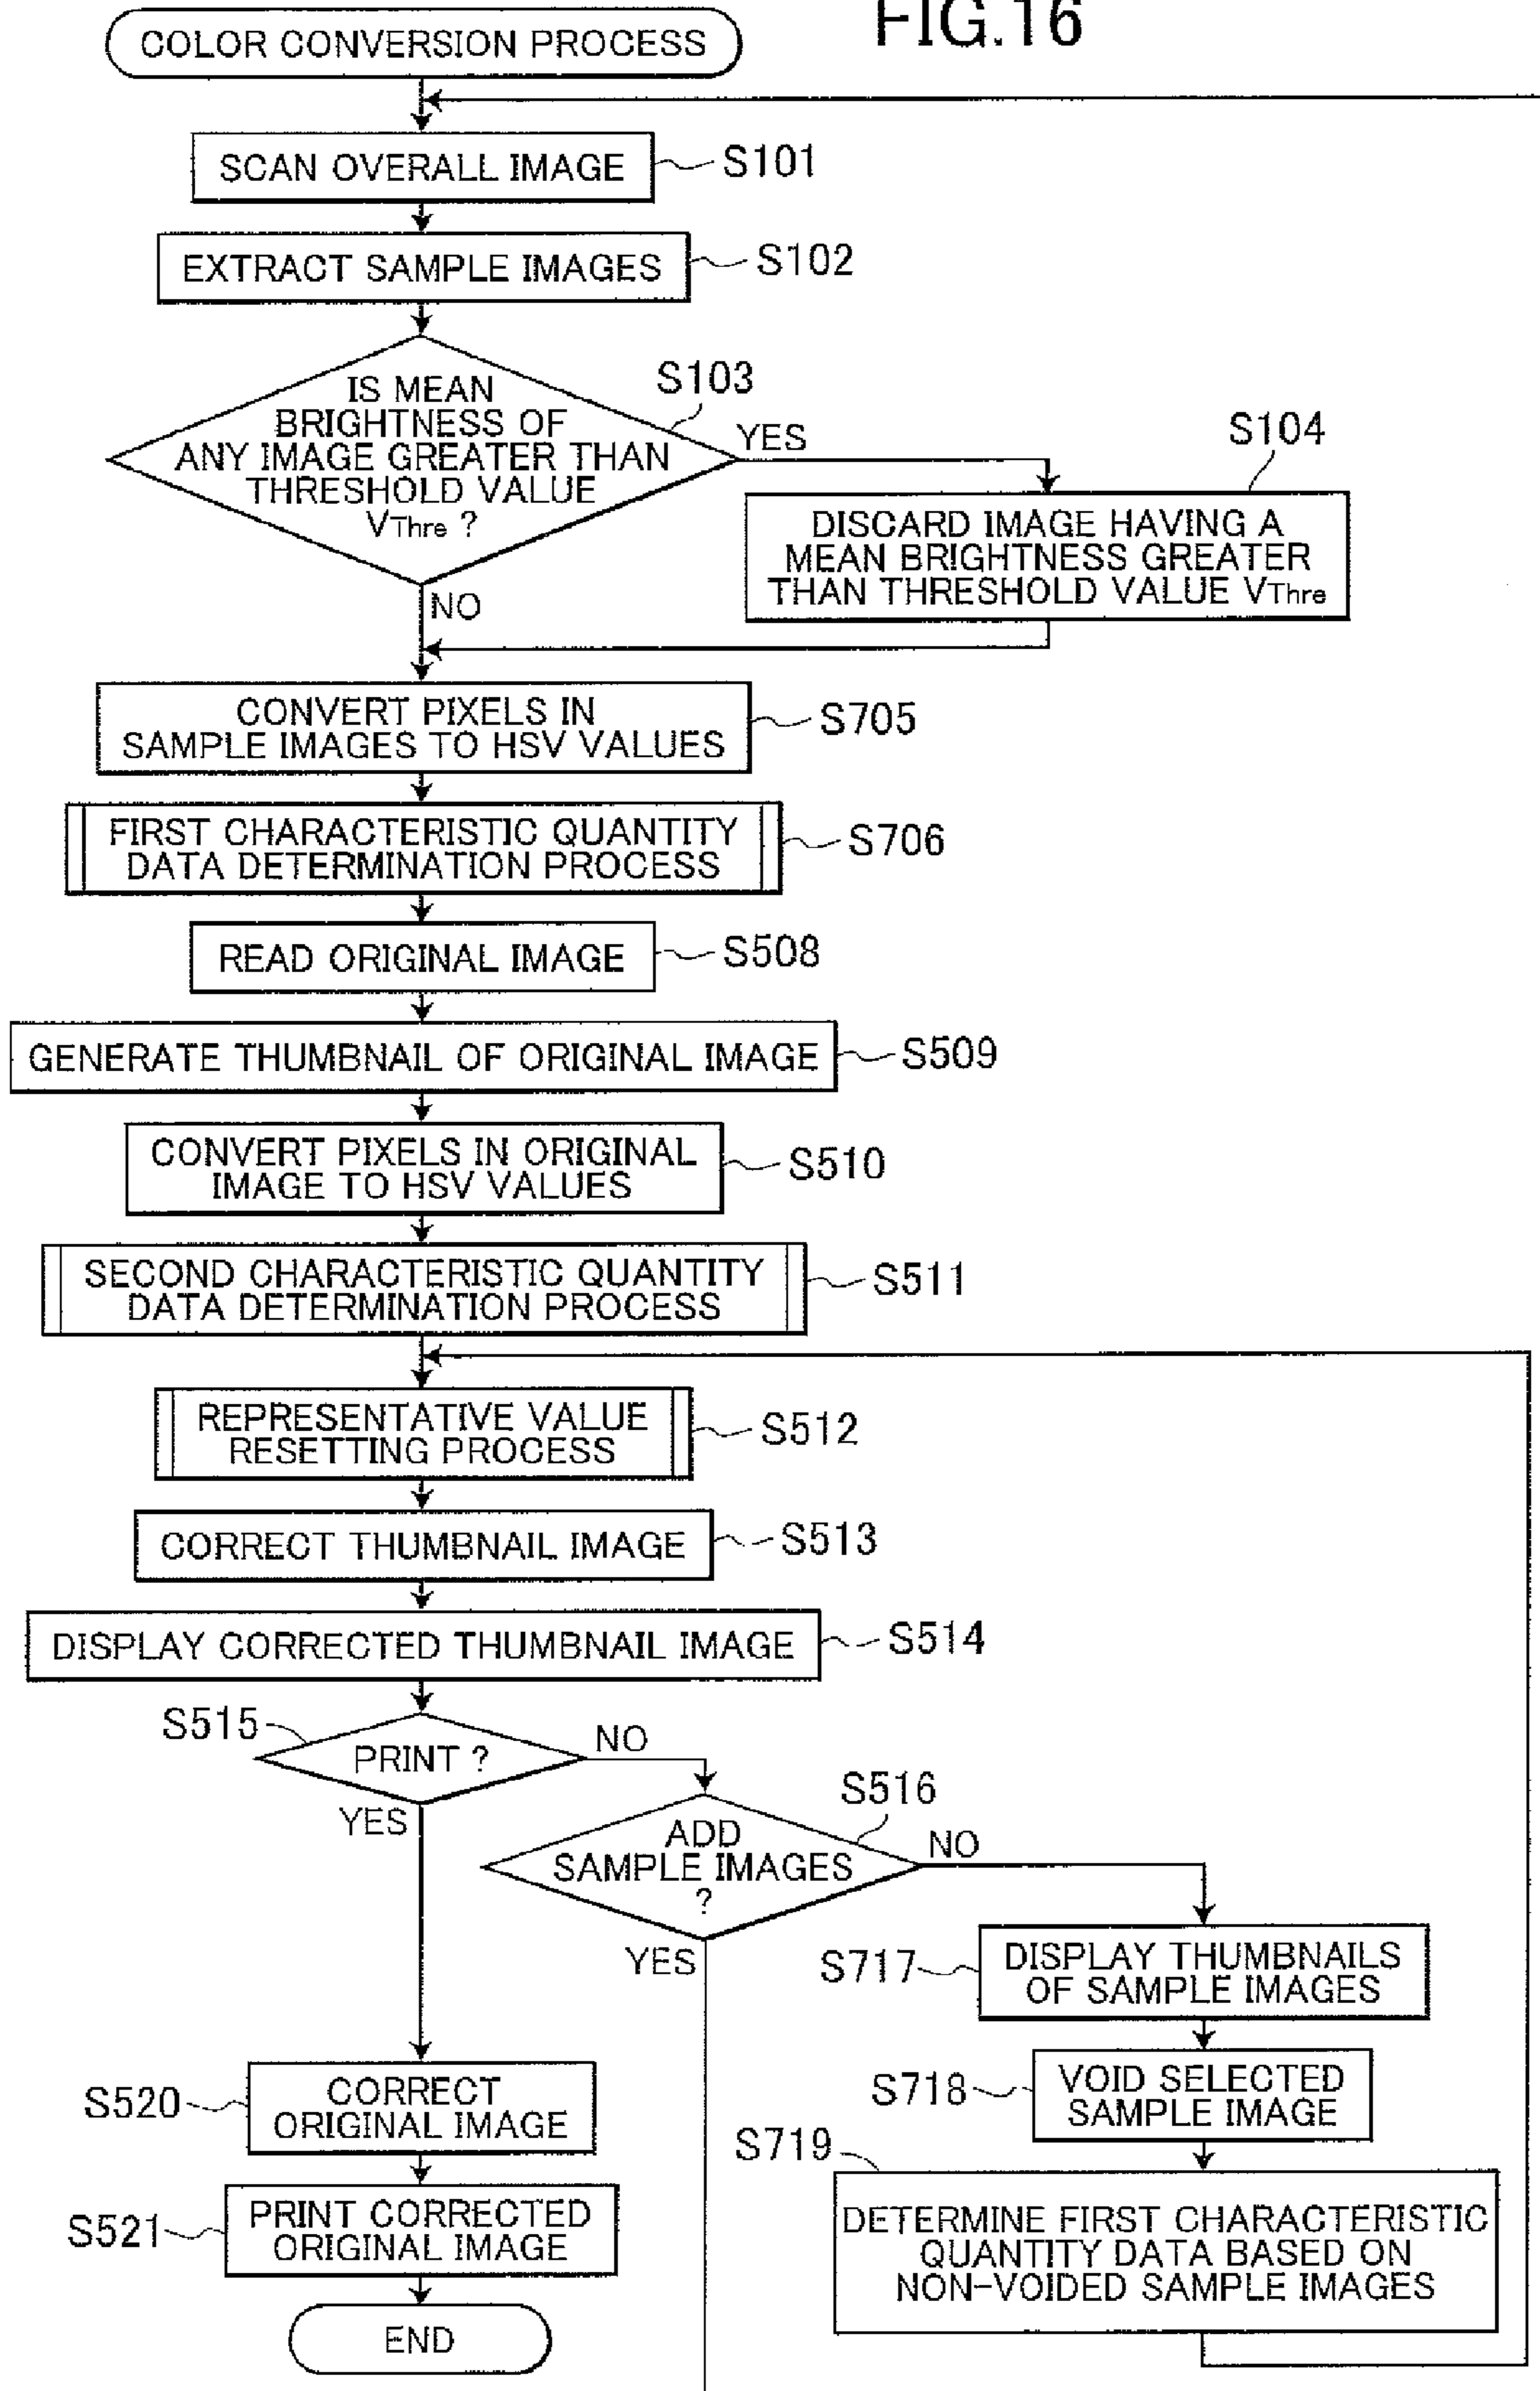 FIG.16
COLOR CONVERSION PROCESS
SCAN OVERALL IMAGE
S101
EXTRACT SAMPLE IMAGES
S102
IS MEAN
BRIGHTNESS OF
ANY IMAGE GREATER THAN
THRESHOLD VALUE
VThre ?
S103
YES
NO
S104
DISCARD IMAGE HAVING A
MEAN BRIGHTNESS GREATER
THAN THRESHOLD VALUE VThre
CONVERT PIXELS IN
SAMPLE IMAGES TO HSV VALUES
S705
FIRST CHARACTERISTIC QUANTITY
DATA DETERMINATION PROCESS
S706
READ ORIGINAL IMAGE
S508
GENERATE THUMBNAIL OF ORIGINAL IMAGE
S509
CONVERT PIXELS IN ORIGINAL
IMAGE TO HSV VALUES
S510
SECOND CHARACTERISTIC QUANTITY
DATA DETERMINATION PROCESS
S511
REPRESENTATIVE VALUE
RESETTING PROCESS
S512
CORRECT THUMBNAIL IMAGE
S513
DISPLAY CORRECTED THUMBNAIL IMAGE
S514
S515
PRINT ?
NO
YES
S516
ADD
SAMPLE IMAGES
?
NO
YES
S717
DISPLAY THUMBNAILS
OF SAMPLE IMAGES
S718
VOID SELECTED
SAMPLE IMAGE
S719
DETERMINE FIRST CHARACTERISTIC
QUANTITY DATA BASED ON
NON-VOIDED SAMPLE IMAGES
S520
CORRECT
ORIGINAL IMAGE
S521
PRINT CORRECTED
ORIGINAL IMAGE
END